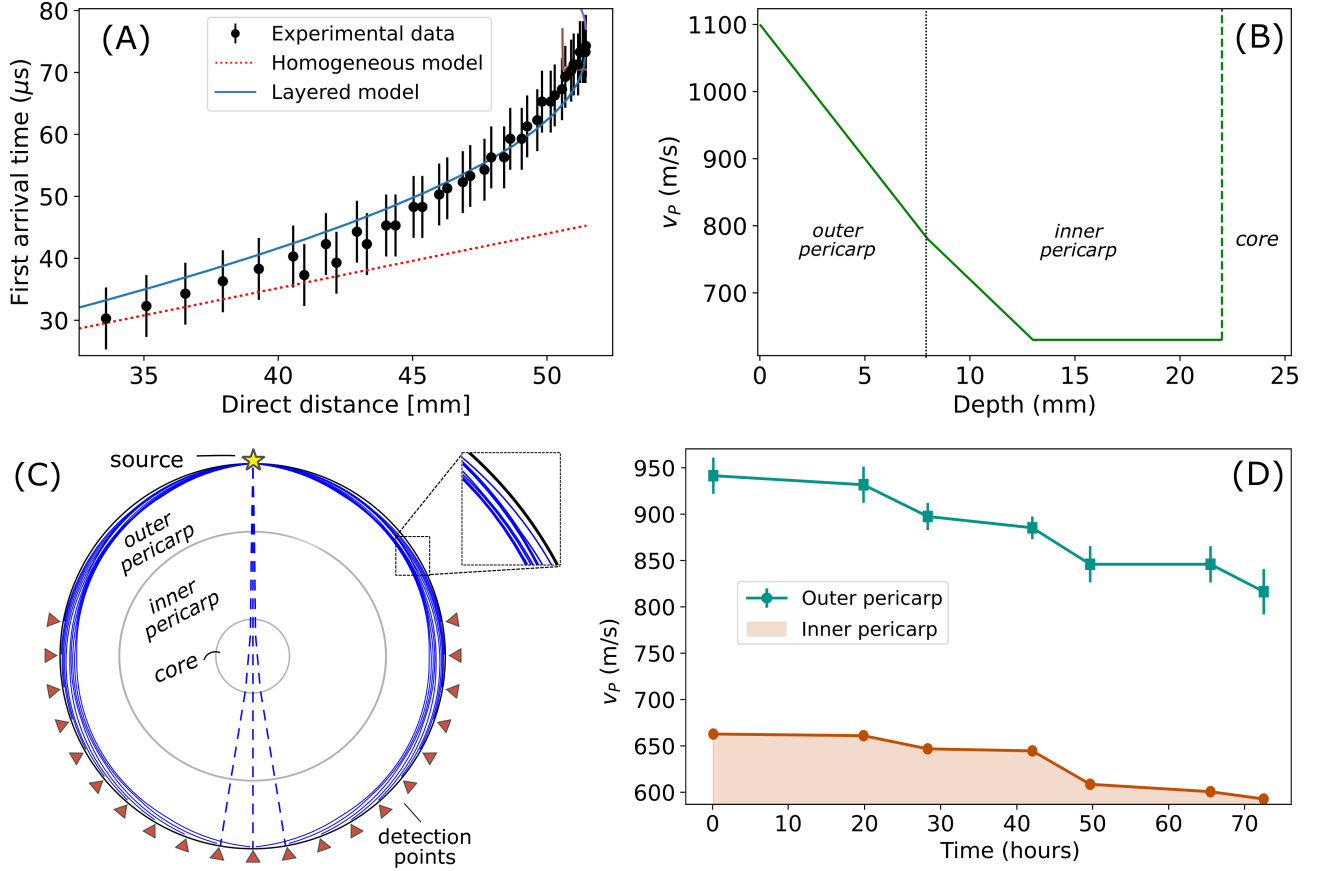 (A)
Experimental data
Homogeneous model
Layered model
First arrival time (μs)
80
70
60
50
40
30
35
40
45
50
Direct distance [mm]
(B)
v_P (m/s)
1100
1000
900
800
700
outer
pericarp
inner
pericarp
core
0
5
10
15
20
25
Depth (mm)
(C)
source
outer
pericarp
inner
pericarp
core
detection
points
(D)
Outer pericarp
Inner pericarp
v_P (m/s)
950
900
850
800
750
700
650
600
0
10
20
30
40
50
60
70
Time (hours)